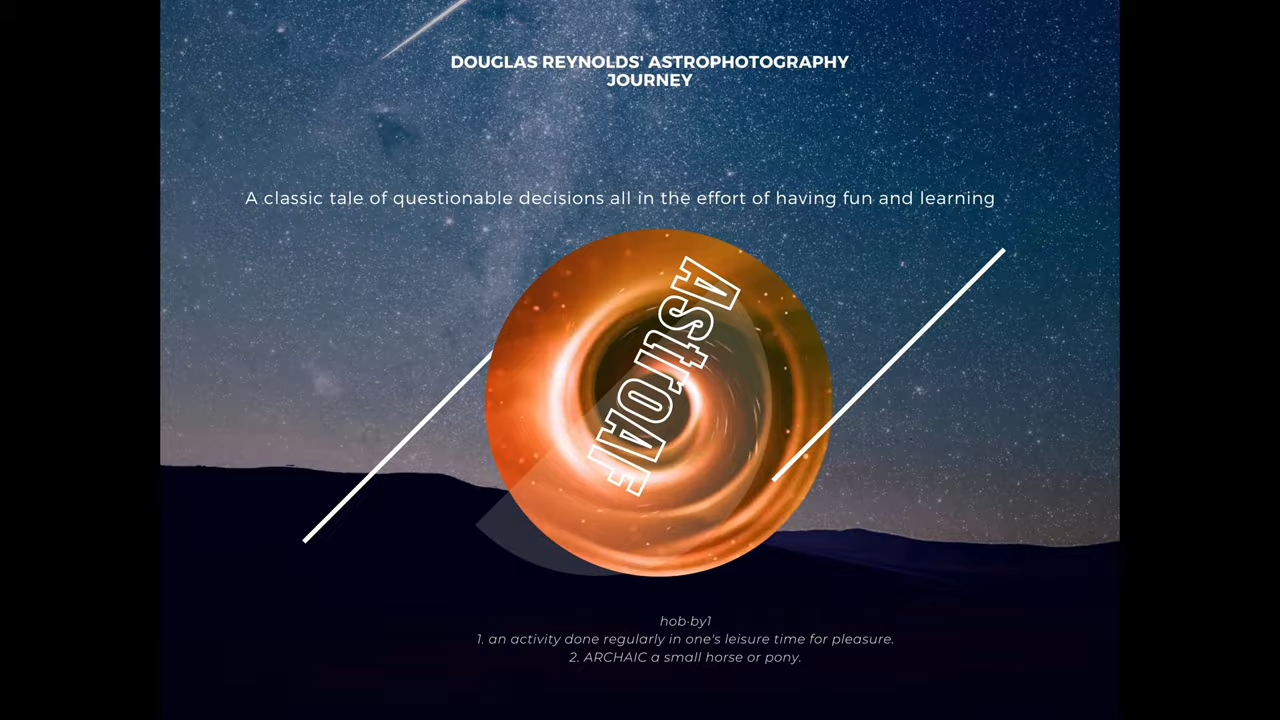 DOUGLAS REYNOLDS' ASTROPHOTOGRAPHY
JOURNEY
A classic tale of questionable decisions all in the effort of having fun and learning
AstroAF
hob·by1
1. an activity done regularly in one's leisure time for pleasure.
2. ARCHAIC a small horse or pony.